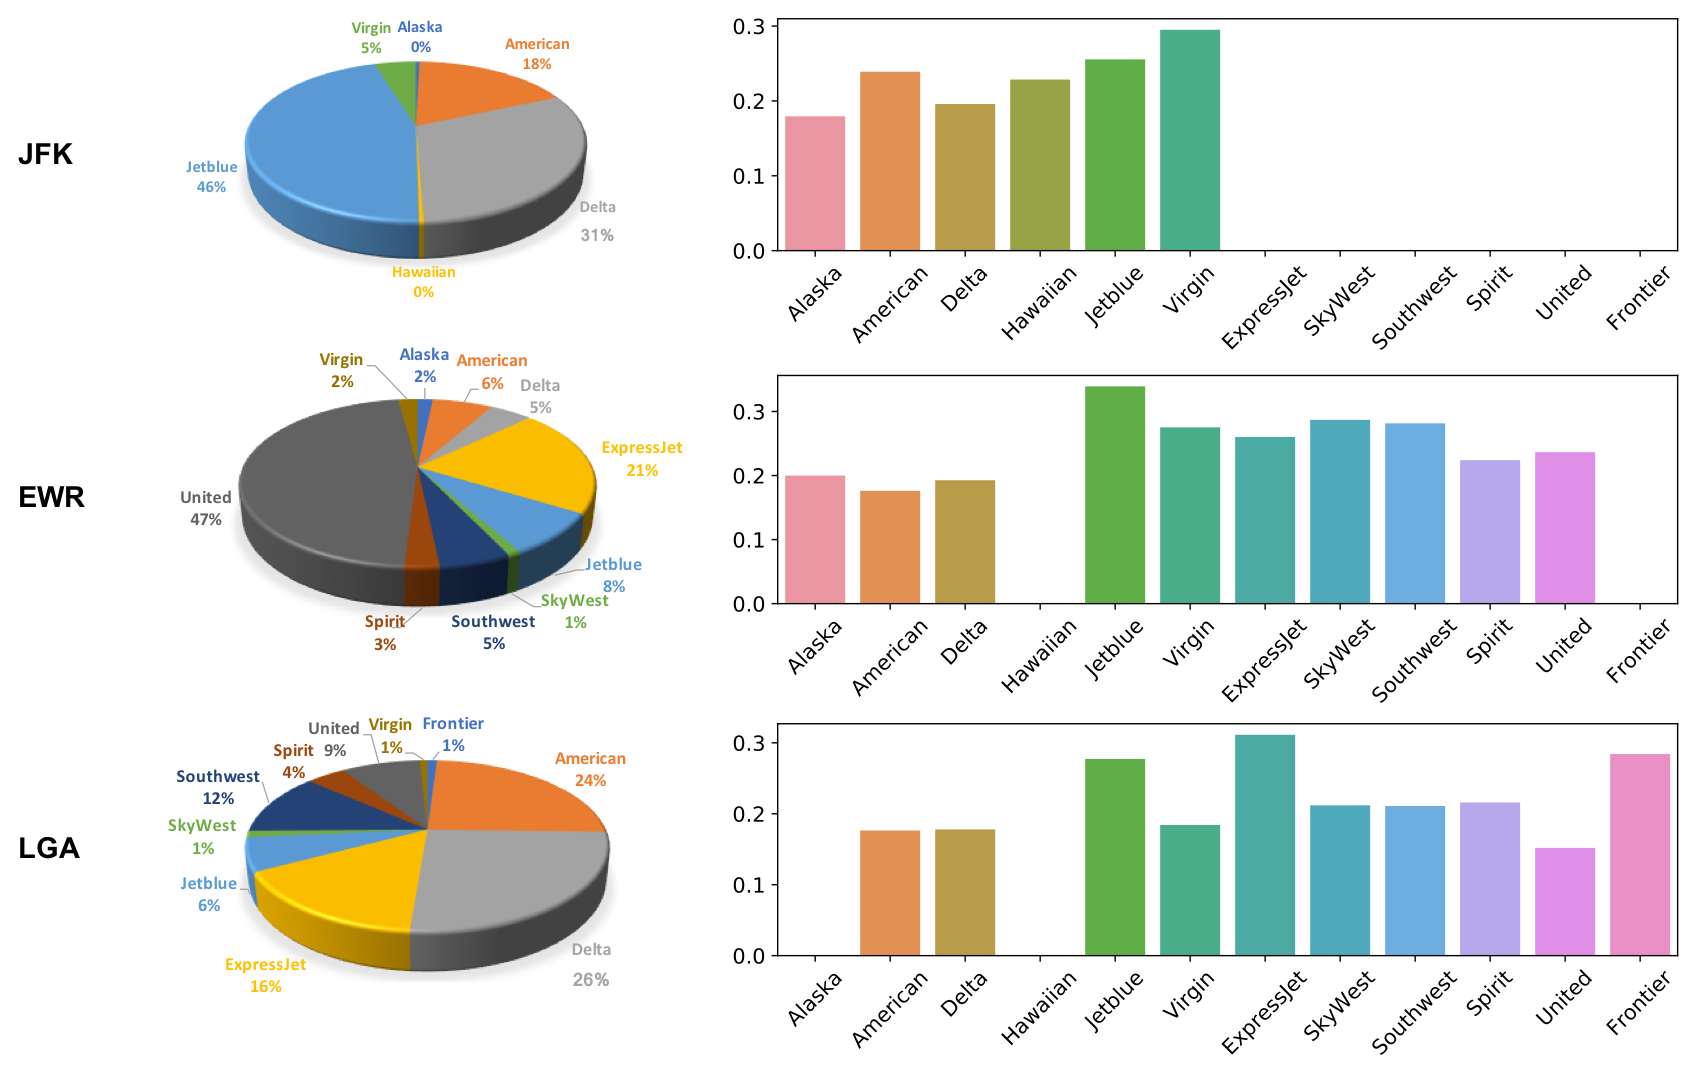 JFK
Virgin
5%
Alaska
0%
American
18%
Jetblue
46%
Delta
31%
Hawaiian
0%
0.3
0.2
0.1
0.0
Alaska
American
Delta
Hawaiian
Jetblue
Virgin
ExpressJet
SkyWest
Southwest
Spirit
United
Frontier
EWR
Virgin
2%
Alaska
2%
American
6%
Delta
5%
ExpressJet
21%
United
47%
Jetblue
8%
SkyWest
1%
Spirit
3%
Southwest
5%
0.3
0.2
0.1
0.0
Alaska
American
Delta
Hawaiian
Jetblue
Virgin
ExpressJet
SkyWest
Southwest
Spirit
United
Frontier
LGA
United
9%
Virgin
1%
Frontier
1%
Spirit
4%
American
24%
Southwest
12%
SkyWest
1%
Jetblue
6%
ExpressJet
16%
Delta
26%
0.3
0.2
0.1
0.0
Alaska
American
Delta
Hawaiian
Jetblue
Virgin
ExpressJet
SkyWest
Southwest
Spirit
United
Frontier